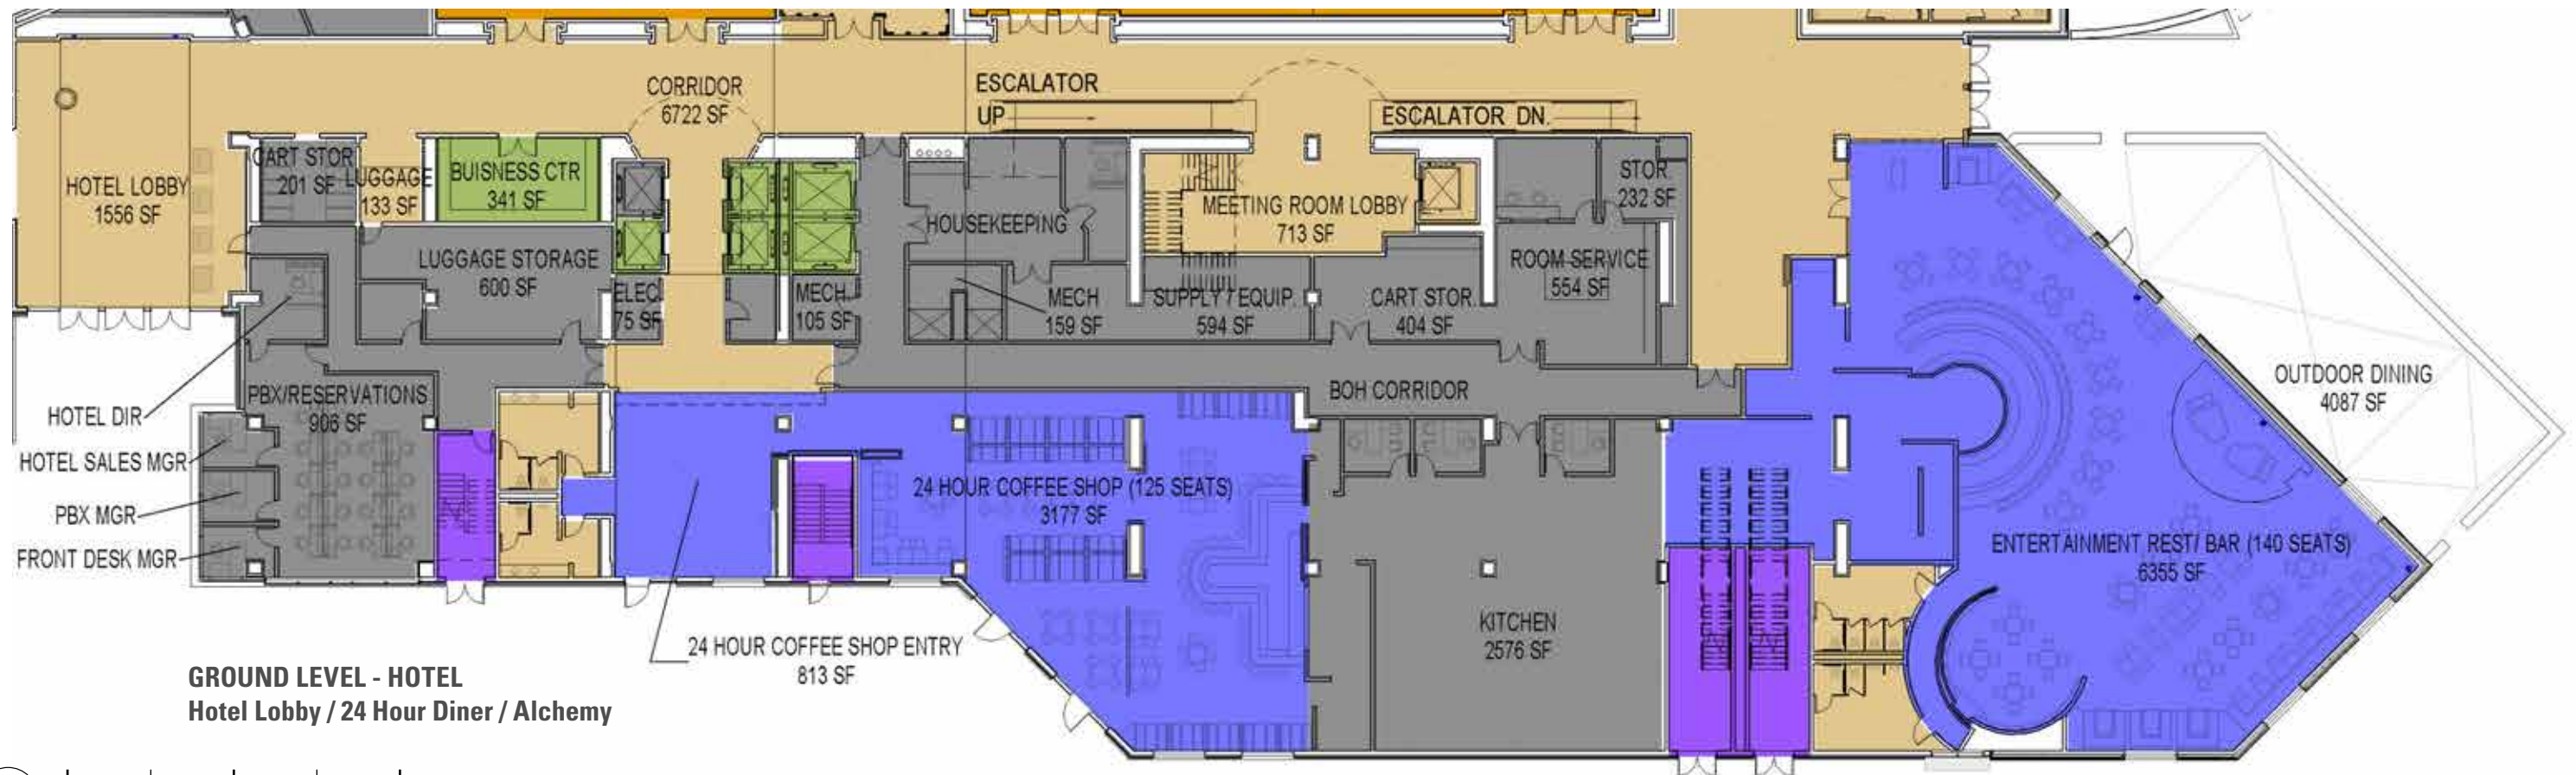 CORRIDOR
6722 SF
ESCALATOR
UP
ESCALATOR DN.
HOTEL LOBBY
1556 SF
CART STOR
201 SF
LUGGAGE
133 SF
BUISNESS CTR
341 SF
HOUSEKEEPING
MEETING ROOM LOBBY
713 SF
STOR.
232 SF
LUGGAGE STORAGE
600 SF
ELEC.
75 SF
MECH.
105 SF
MECH
159 SF
SUPPLY / EQUIP.
594 SF
CART STOR.
404 SF
ROOM SERVICE
554 SF
HOTEL DIR
PBX/RESERVATIONS
906 SF
BOH CORRIDOR
OUTDOOR DINING
4087 SF
HOTEL SALES MGR
PBX MGR
FRONT DESK MGR
24 HOUR COFFEE SHOP (125 SEATS)
3177 SF
ENTERTAINMENT REST/ BAR (140 SEATS)
6355 SF
KITCHEN
2576 SF
24 HOUR COFFEE SHOP ENTRY
813 SF
GROUND LEVEL - HOTEL
Hotel Lobby / 24 Hour Diner / Alchemy